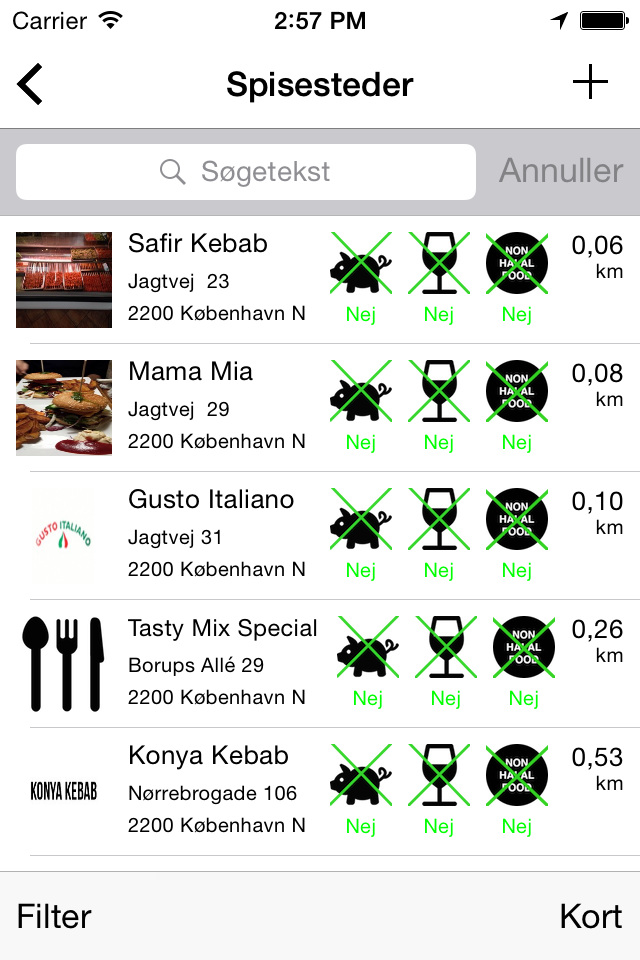 Carrier 2:57 PM
Spisesteder
Søgetekst Annuller
Safir Kebab
Jagtvej 23
2200 København N
NON
HALAL
FOOD
Nej Nej Nej
0,06
km
Mama Mia
Jagtvej 29
2200 København N
NON
HALAL
FOOD
Nej Nej Nej
0,08
km
GUSTO ITALIANO
Gusto Italiano
Jagtvej 31
2200 København N
NON
HALAL
FOOD
Nej Nej Nej
0,10
km
Tasty Mix Special
Borups Allé 29
2200 København N
NON
HALAL
FOOD
Nej Nej Nej
0,26
km
KONYA KEBAB
Konya Kebab
Nørrebrogade 106
2200 København N
NON
HALAL
FOOD
Nej Nej Nej
0,53
km
Filter Kort